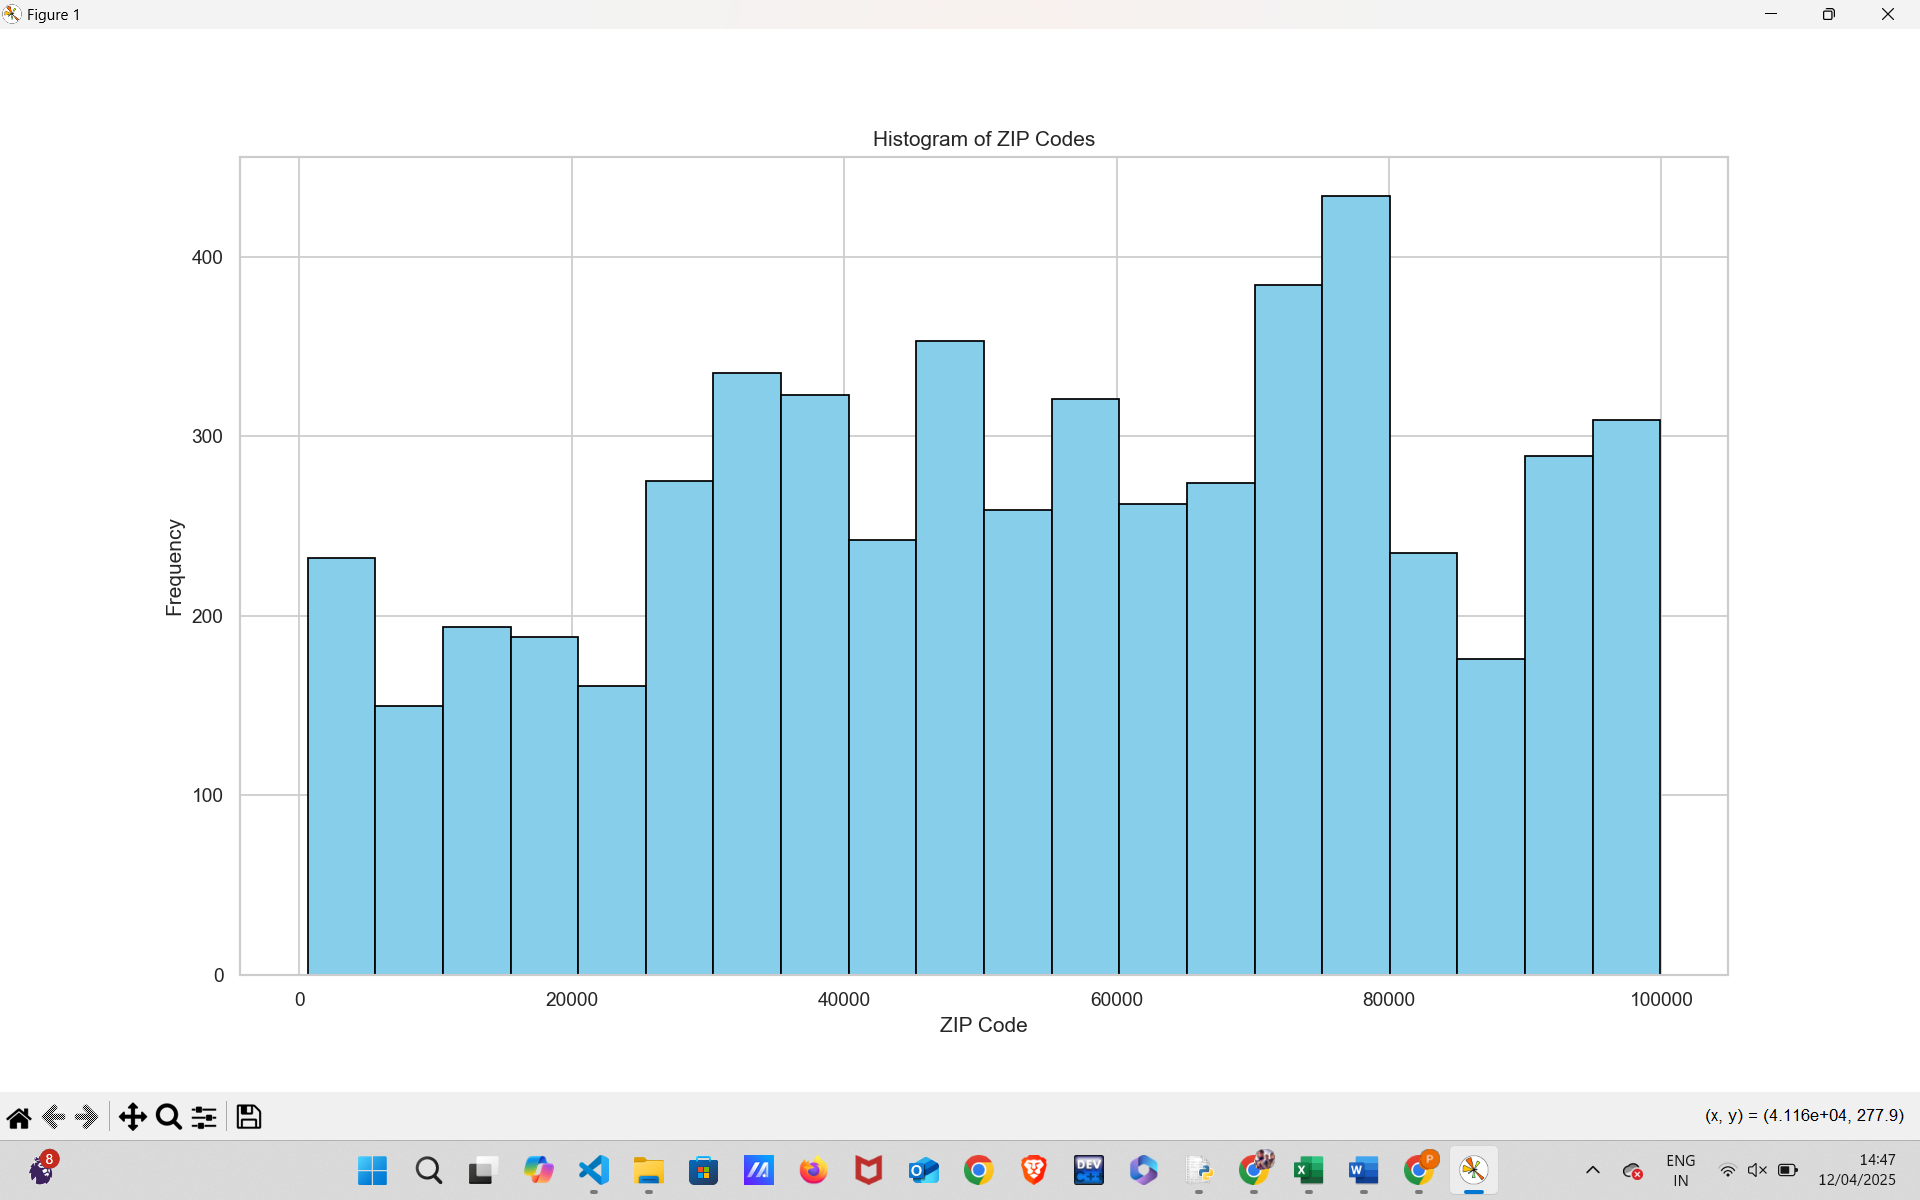 Figure 1
Histogram of ZIP Codes
400
300
200
100
0
Frequency
0 20000 40000 60000 80000 100000
ZIP Code
(x, y) = (4.116e+04, 277.9)
8
DEV
P
ENG
IN
14:47
12/04/2025